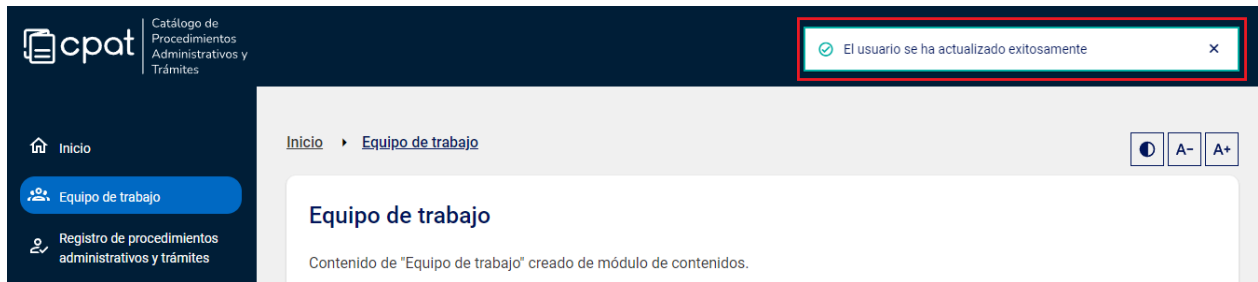 cpat
Catálogo de
Procedimientos
Administrativos y
Trámites
El usuario se ha actualizado exitosamente
Inicio
Equipo de trabajo
Registro de procedimientos
administrativos y trámites
Inicio Equipo de trabajo
A-
A+
Equipo de trabajo
Contenido de "Equipo de trabajo" creado de módulo de contenidos.